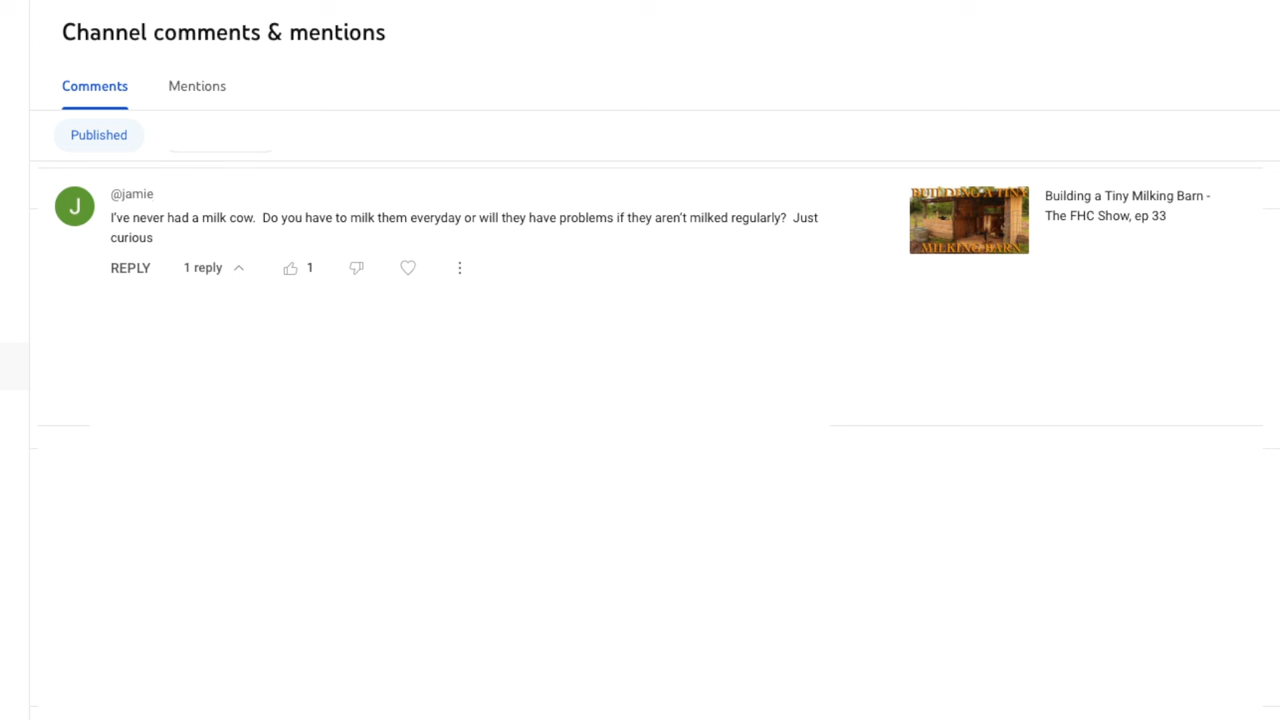 Channel comments & mentions
Comments
Mentions
Published
J
@jamie
I've never had a milk cow.  Do you have to milk them everyday or will they have problems if they aren't milked regularly?  Just
curious
REPLY
1 reply
1
BUILDING A TINY
MILKING BARN
Building a Tiny Milking Barn -
The FHC Show, ep 33